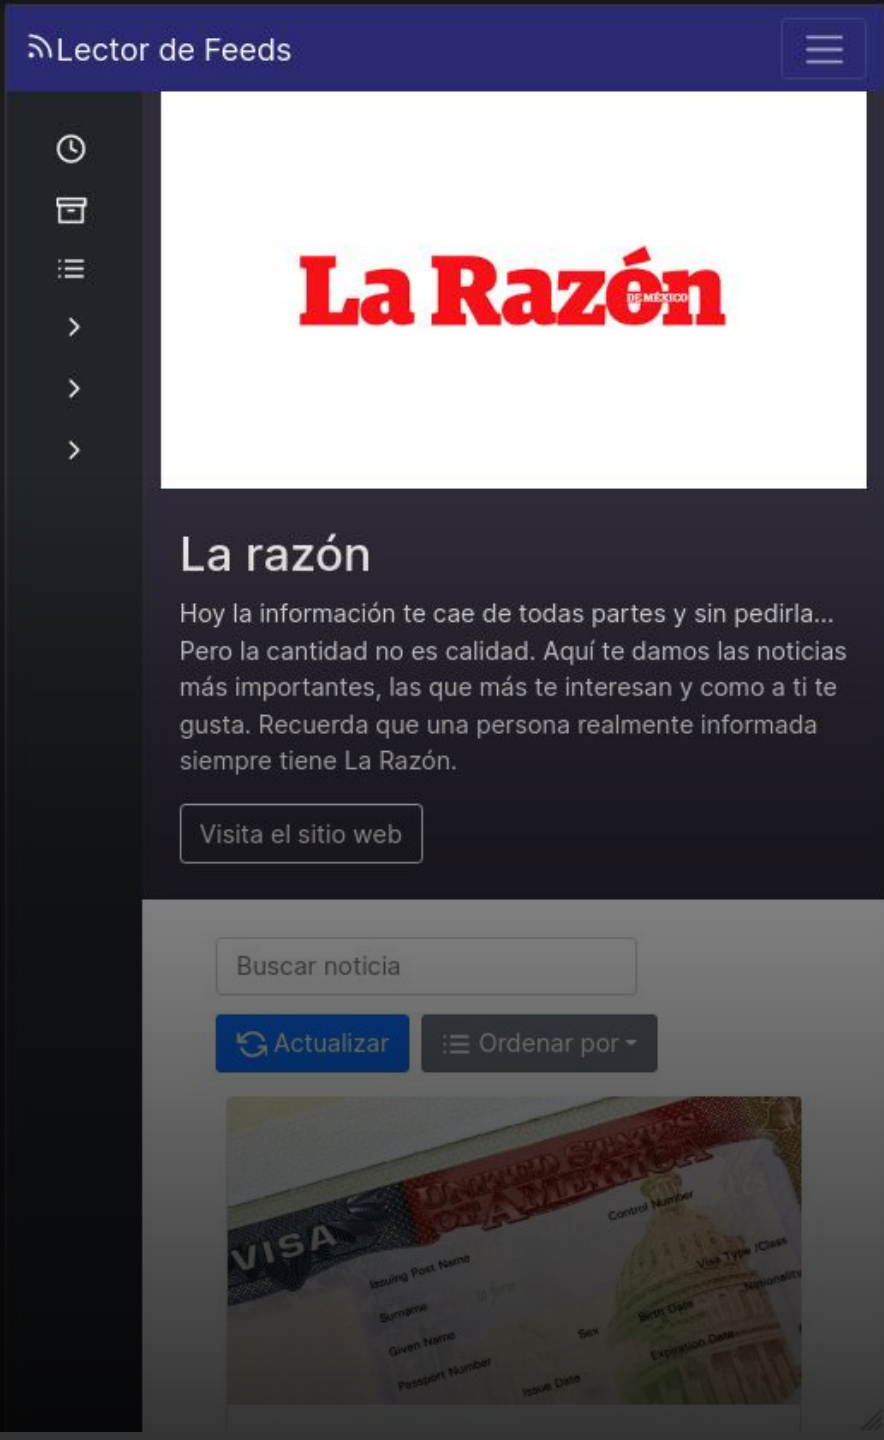 Lector de Feeds
La Razón
DE MÉXICO
La razón
Hoy la información te cae de todas partes y sin pedirla...
Pero la cantidad no es calidad. Aquí te damos las noticias
más importantes, las que más te interesan y como a ti te
gusta. Recuerda que una persona realmente informada
siempre tiene La Razón.
Visita el sitio web
Buscar noticia
Actualizar
Ordenar por
UNITED STATES
OF AMERICA
VISA
Control Number
Issuing Post Name
Visa Type /Class
Surname
Nationality
Given Name
Sex
Birth Date
Passport Number
Issue Date
Expiration Date